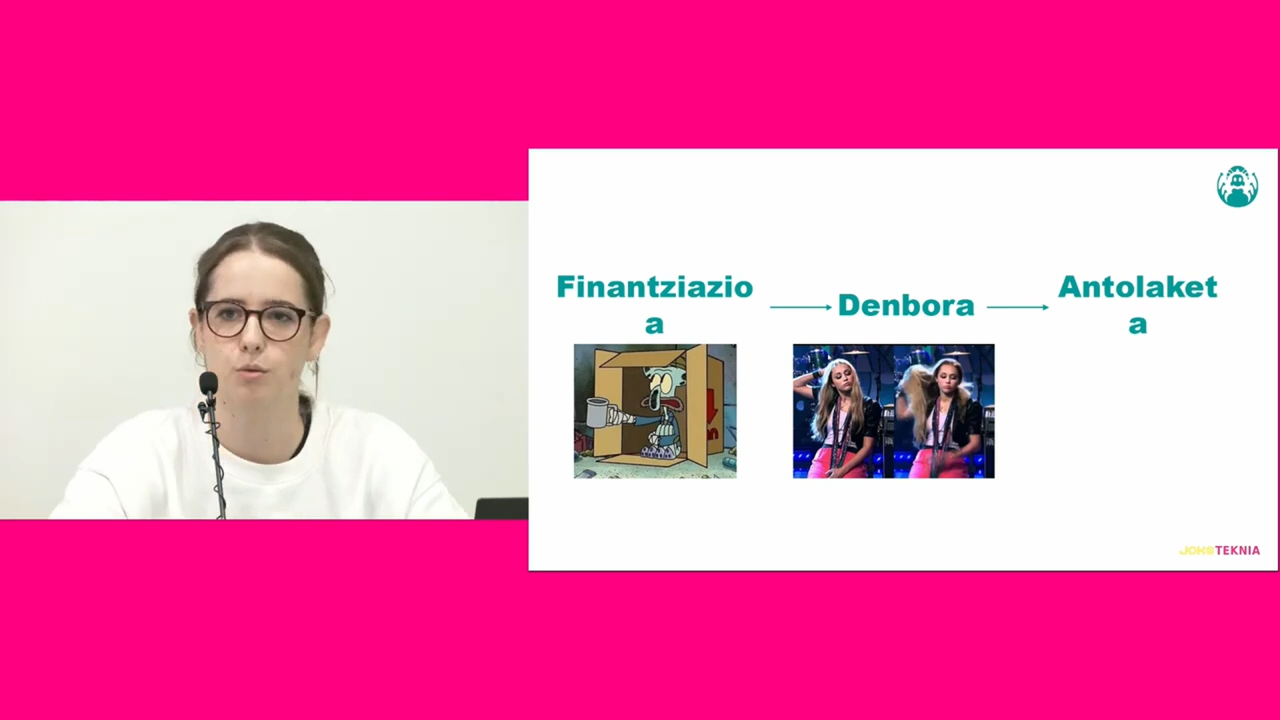 Finantziazio
a
Denbora
Antolaket
a
JOKOTEKNIA